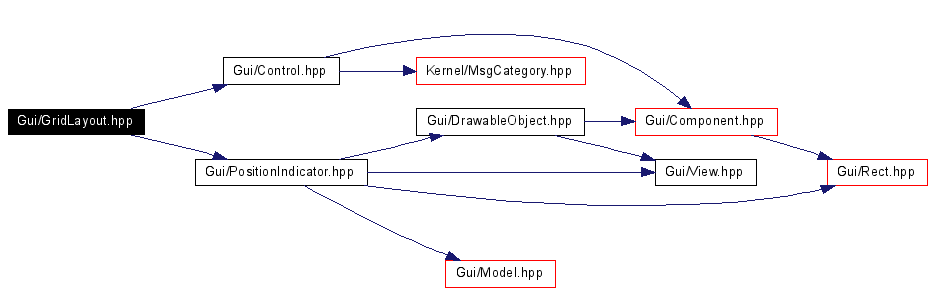 Gui/Control.hpp
Kernel/MsgCategory.hpp
Gui/GridLayout.hpp
Gui/DrawableObject.hpp
Gui/Component.hpp
Gui/PositionIndicator.hpp
Gui/View.hpp
Gui/Rect.hpp
Gui/Model.hpp